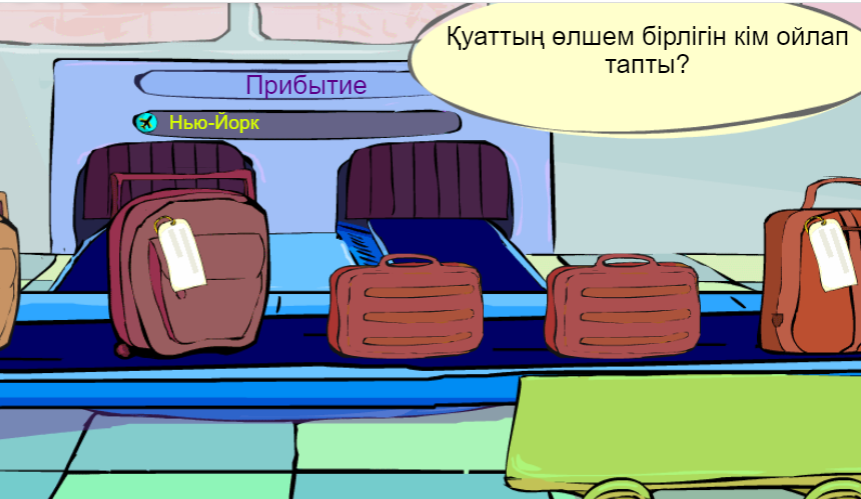 Қуаттың өлшем бірлігін кім ойлап
тапты?
Прибытие
Нью-Йорк